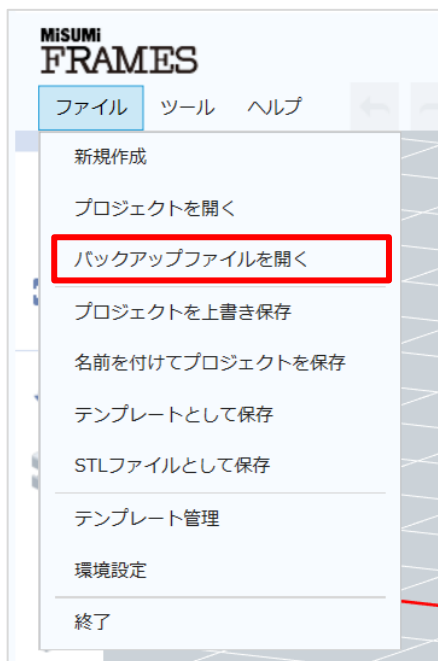 MiSUMi
FRAMES
ファイル ツール ヘルプ
新規作成
プロジェクトを開く
バックアップファイルを開く
プロジェクトを上書き保存
名前を付けてプロジェクトを保存
テンプレートとして保存
STLファイルとして保存
テンプレート管理
環境設定
終了